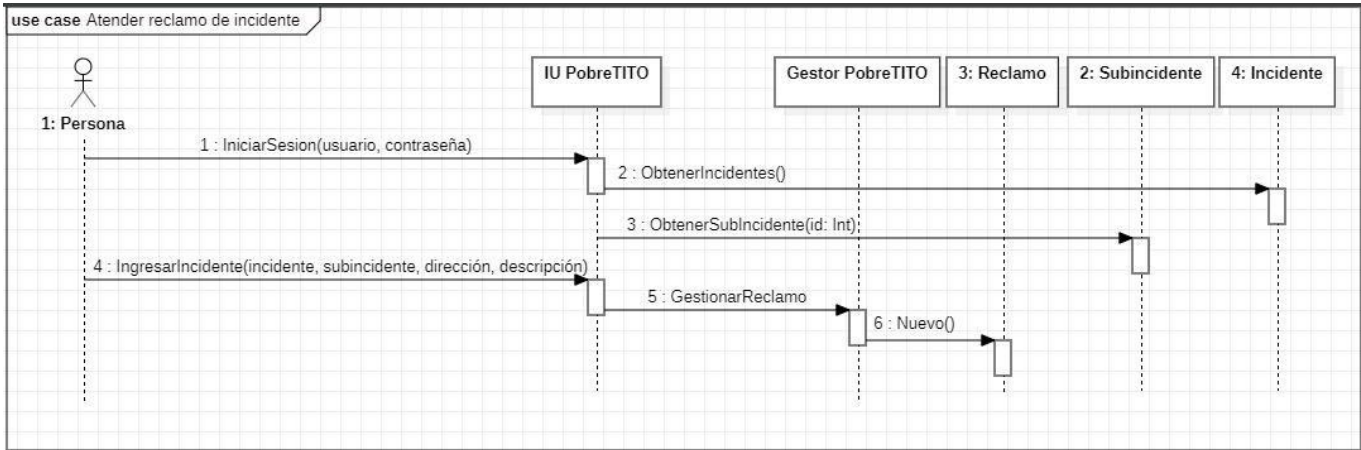 use case Atender reclamo de incidente
IU PobreTITO
Gestor PobreTITO
3: Reclamo
2: Subincidente
4: Incidente
1: Persona
1 : IniciarSesion(usuario, contraseña)
2 : ObtenerIncidentes()
3 : ObtenerSubIncidente(id: Int)
4 : IngresarIncidente(incidente, subincidente, dirección, descripción)
5 : GestionarReclamo
6 : Nuevo()